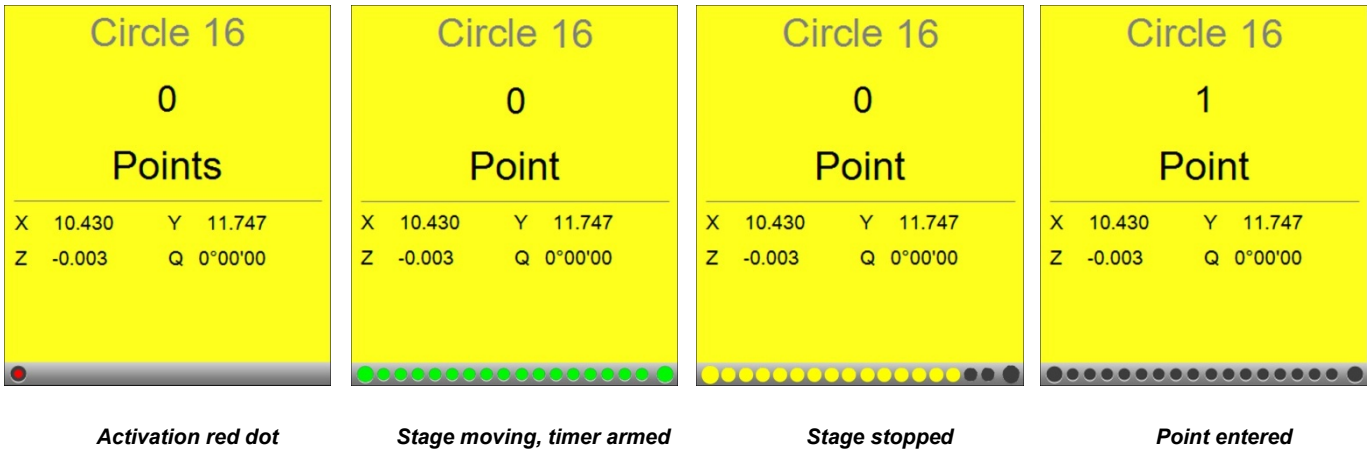 Circle 16
0
Points
X 10.430 Y 11.747
Z -0.003 Q 0°00'00
Activation red dot
Circle 16
0
Point
X 10.430 Y 11.747
Z -0.003 Q 0°00'00
Stage moving, timer armed
Circle 16
0
Point
X 10.430 Y 11.747
Z -0.003 Q 0°00'00
Stage stopped
Circle 16
1
Point
X 10.430 Y 11.747
Z -0.003 Q 0°00'00
Point entered